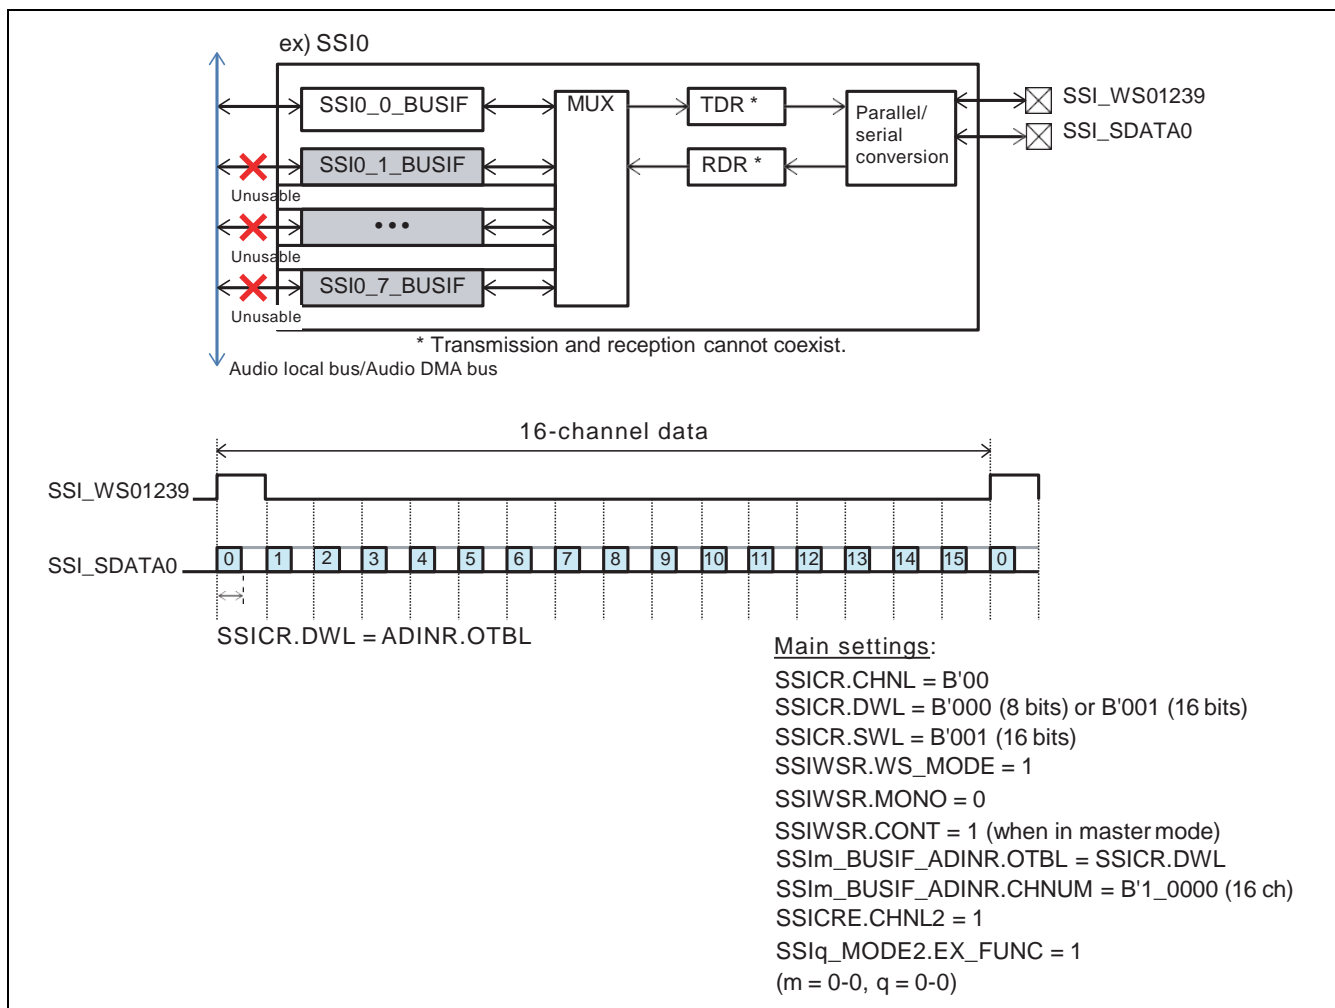 ex) SSI0
SSI0_0_BUSIF
MUX
TDR *
Parallel/
serial
conversion
SSI_WS01239
SSI_SDATA0
SSI0_1_BUSIF
RDR *
Unusable
•••
Unusable
SSI0_7_BUSIF
Unusable
* Transmission and reception cannot coexist.
Audio local bus/Audio DMA bus
16-channel data
SSI_WS01239
SSI_SDATA0 0 1 2 3 4 5 6 7 8 9 10 11 12 13 14 15 0
SSICR.DWL = ADINR.OTBL
Main settings:
SSICR.CHNL = B'00
SSICR.DWL = B'000 (8 bits) or B'001 (16 bits)
SSICR.SWL = B'001 (16 bits)
SSIWSR.WS_MODE = 1
SSIWSR.MONO = 0
SSIWSR.CONT = 1 (when in master mode)
SSIm_BUSIF_ADINR.OTBL = SSICR.DWL
SSIm_BUSIF_ADINR.CHNUM = B'1_0000 (16 ch)
SSICRE.CHNL2 = 1
SSIq_MODE2.EX_FUNC = 1
(m = 0-0, q = 0-0)